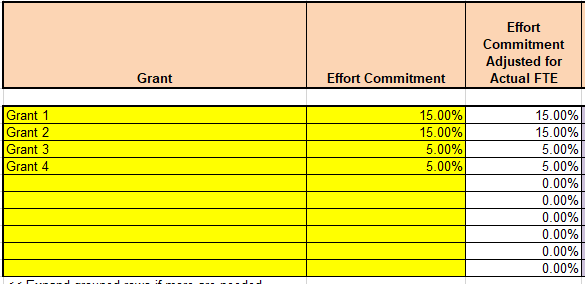 Effort
Commitment
Adjusted for
Grant Effort Commitment Actual FTE
Grant 1 15.00% 15.00%
Grant 2 15.00% 15.00%
Grant 3 5.00% 5.00%
Grant 4 5.00% 5.00%
0.00%
0.00%
0.00%
0.00%
0.00%
0.00%
<< Expand grouped rows if more are needed